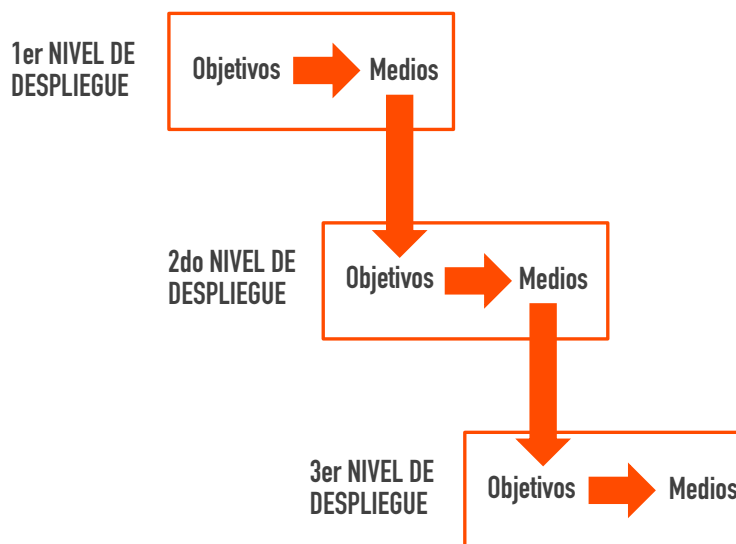 1er NIVEL DE
DESPLIEGUE
Objetivos
Medios
2do NIVEL DE
DESPLIEGUE
Objetivos
Medios
3er NIVEL DE
DESPLIEGUE
Objetivos
Medios